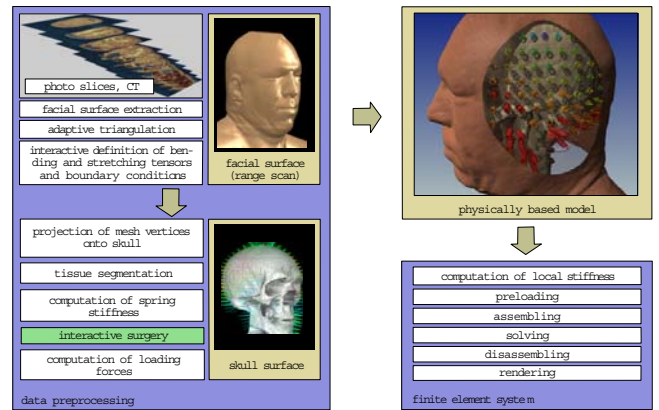 photo slices, CT
facial surface extraction
adaptive triangulation
interactive definition of ben-
ding and stretching tensors
and boundary conditions
facial surface
(range scan)
projection of mesh vertices
onto skull
tissue segmentation
computation of spring
stiffness
interactive surgery
computation of loading
forces
skull surface
data preprocessing
physically based model
computation of local stiffness
preloading
assembling
solving
disassembling
rendering
finite element system